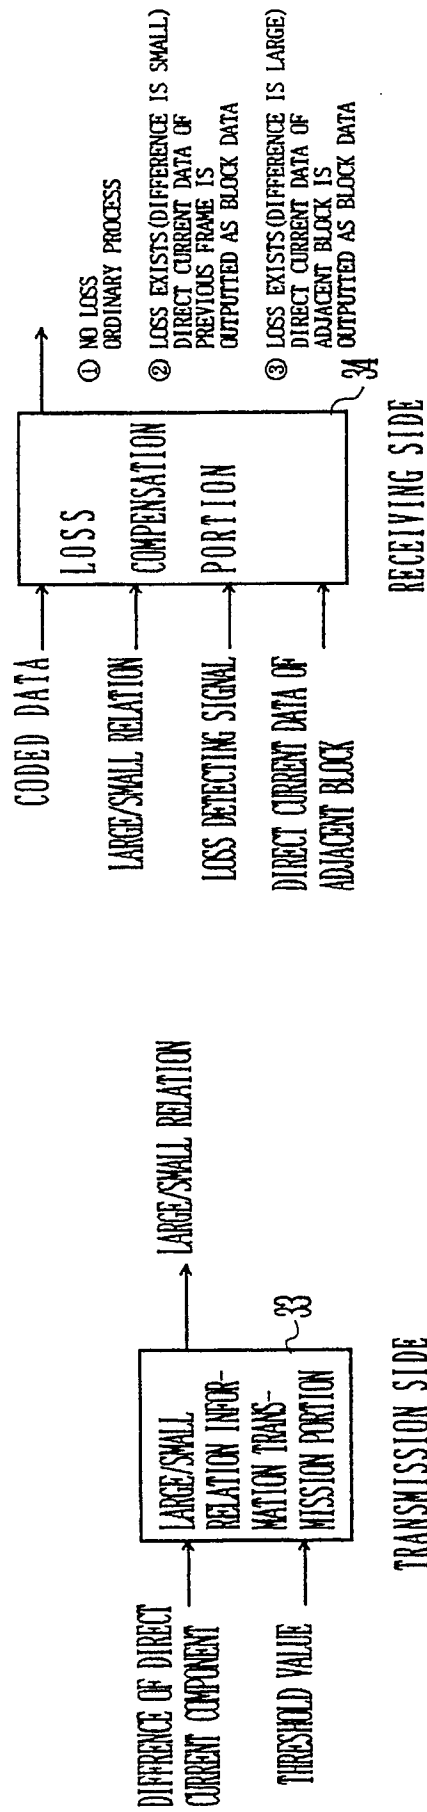 DIFFRENCE OF DIRECT
CURRENT COMPONENT
THRESHOLD VALUE
LARGE/SMALL
RELATION INFOR-
MATION TRANS-
MISSION PORTION
33
LARGE/SMALL RELATION
TRANSMISSION SIDE
CODED DATA
LARGE/SMALL RELATION
LOSS DETECTING SIGNAL
DIRECT CURRENT DATA OF
ADJACENT BLOCK
LOSS
COMPENSATION
PORTION
34
① NO LOSS
ORDINARY PROCESS
② LOSS EXISTS(DIFFERENCE IS SMALL)
DIRECT CURRENT DATA OF
PREVIOUS FRAME IS
OUTPUTTED AS BLOCK DATA
③ LOSS EXISTS(DIFFERENCE IS LARGE)
DIRECT CURRENT DATA OF
ADJACENT BLOCK IS
OUTPUTTED AS BLOCK DATA
RECEIVING SIDE